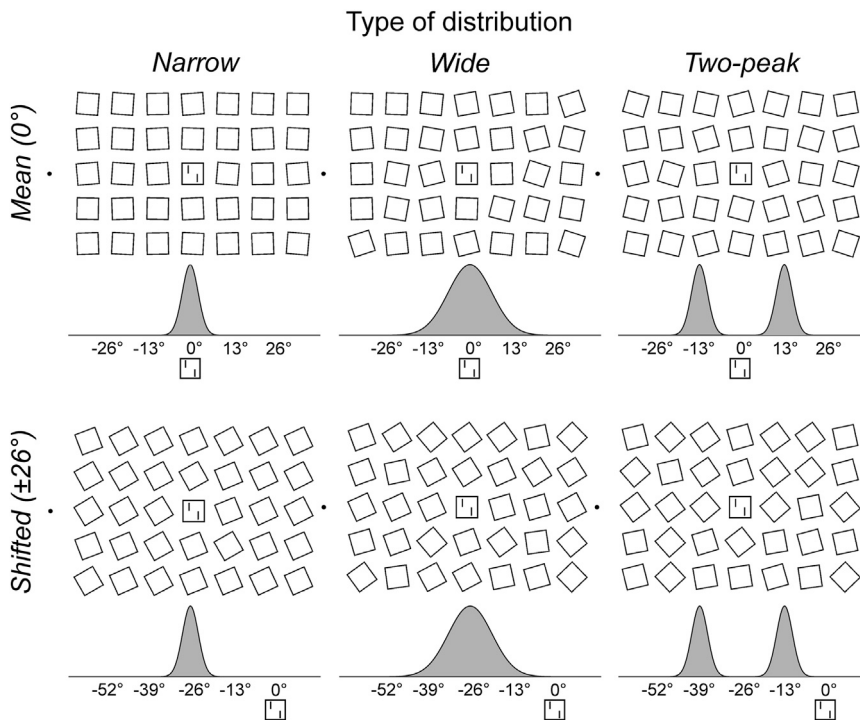 Type of distribution
Narrow
Wide
Two-peak
Mean (0°)
-26° -13° 0° 13° 26°
-26° -13° 0° 13° 26°
-26° -13° 0° 13° 26°
Shifted (±26°)
-52° -39° -26° -13° 0°
-52° -39° -26° -13° 0°
-52° -39° -26° -13° 0°